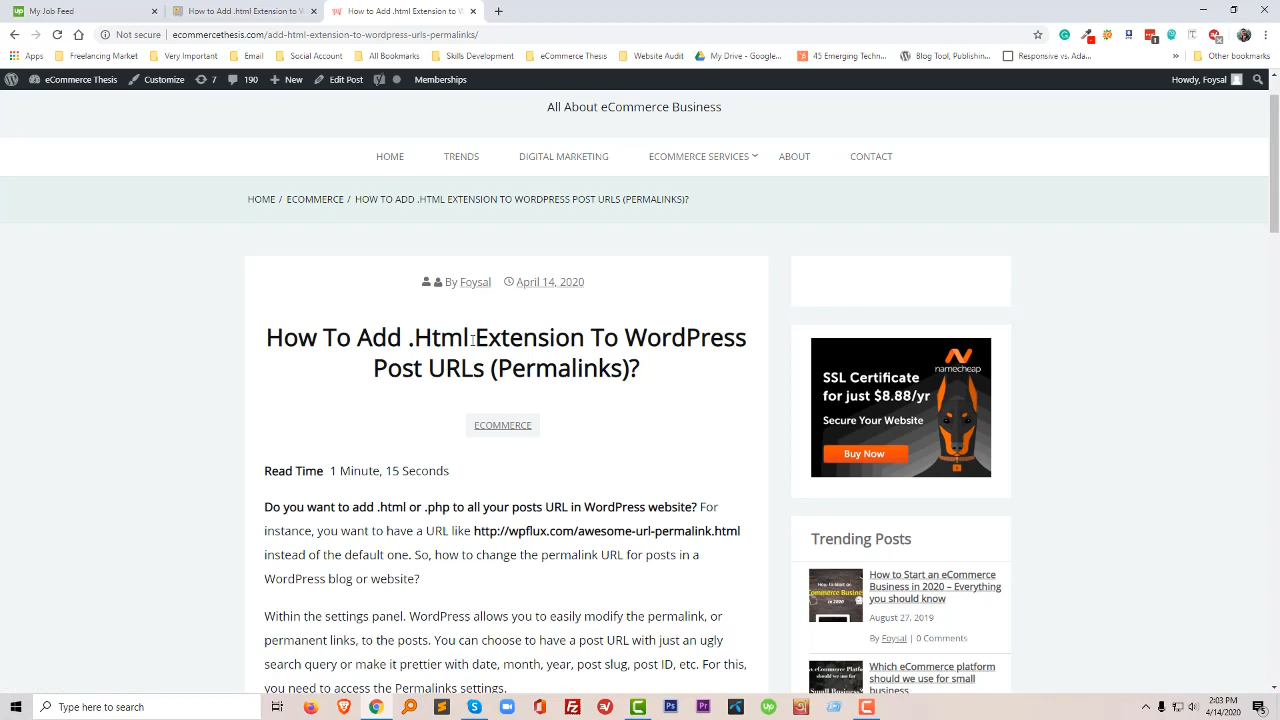 My Job Feed
How to Add .html Extension to W
How to Add .html Extension to W
Not secure
ecommercethesis.com/add-html-extension-to-wordpress-urls-permalinks/
Apps
Freelancing Market
Very Important
Social Account
All Bookmarks
Skills Development
eCommerce Thesis
Website Audit
My Drive - Google...
45 Emerging Techn...
Blog Tool, Publishin...
Responsive vs. Ada...
»
Other bookmarks
eCommerce Thesis
Customize
7
190
New
Edit Post
Memberships
Howdy, Foysal
All About eCommerce Business
HOME
TRENDS
DIGITAL MARKETING
ECOMMERCE SERVICES
ABOUT
CONTACT
HOME / ECOMMERCE / HOW TO ADD .HTML EXTENSION TO WORDPRESS POST URLS (PERMALINKS)?
By Foysal
April 14, 2020
How To Add .Html Extension To WordPress
Post URLs (Permalinks)?
ECOMMERCE
Read Time 1 Minute, 15 Seconds
Do you want to add .html or .php to all your posts URL in WordPress website? For
instance, you want to have a URL like http://wpflux.com/awesome-url-permalink.html
instead of the default one. So, how to change the permalink URL for posts in a
WordPress blog or website?
Within the settings panel. WordPress allows you to easily modify the permalink, or
permanent links, to the posts. You can choose to have a post URL with just an ugly
search query or make it prettier with date, month, year, post slug, post ID, etc. For this,
you need to access the Permalinks settings.
namecheap
SSL Certificate
for just $8.88/yr
Secure Your Website
Buy Now
Trending Posts
How to Start an eCommerce
Business in 2020 – Everything
you should know
August 27, 2019
By Foysal | 0 Comments
Which eCommerce platform
should we use for small
business
Type here to search
2:03 PM
4/14/2020